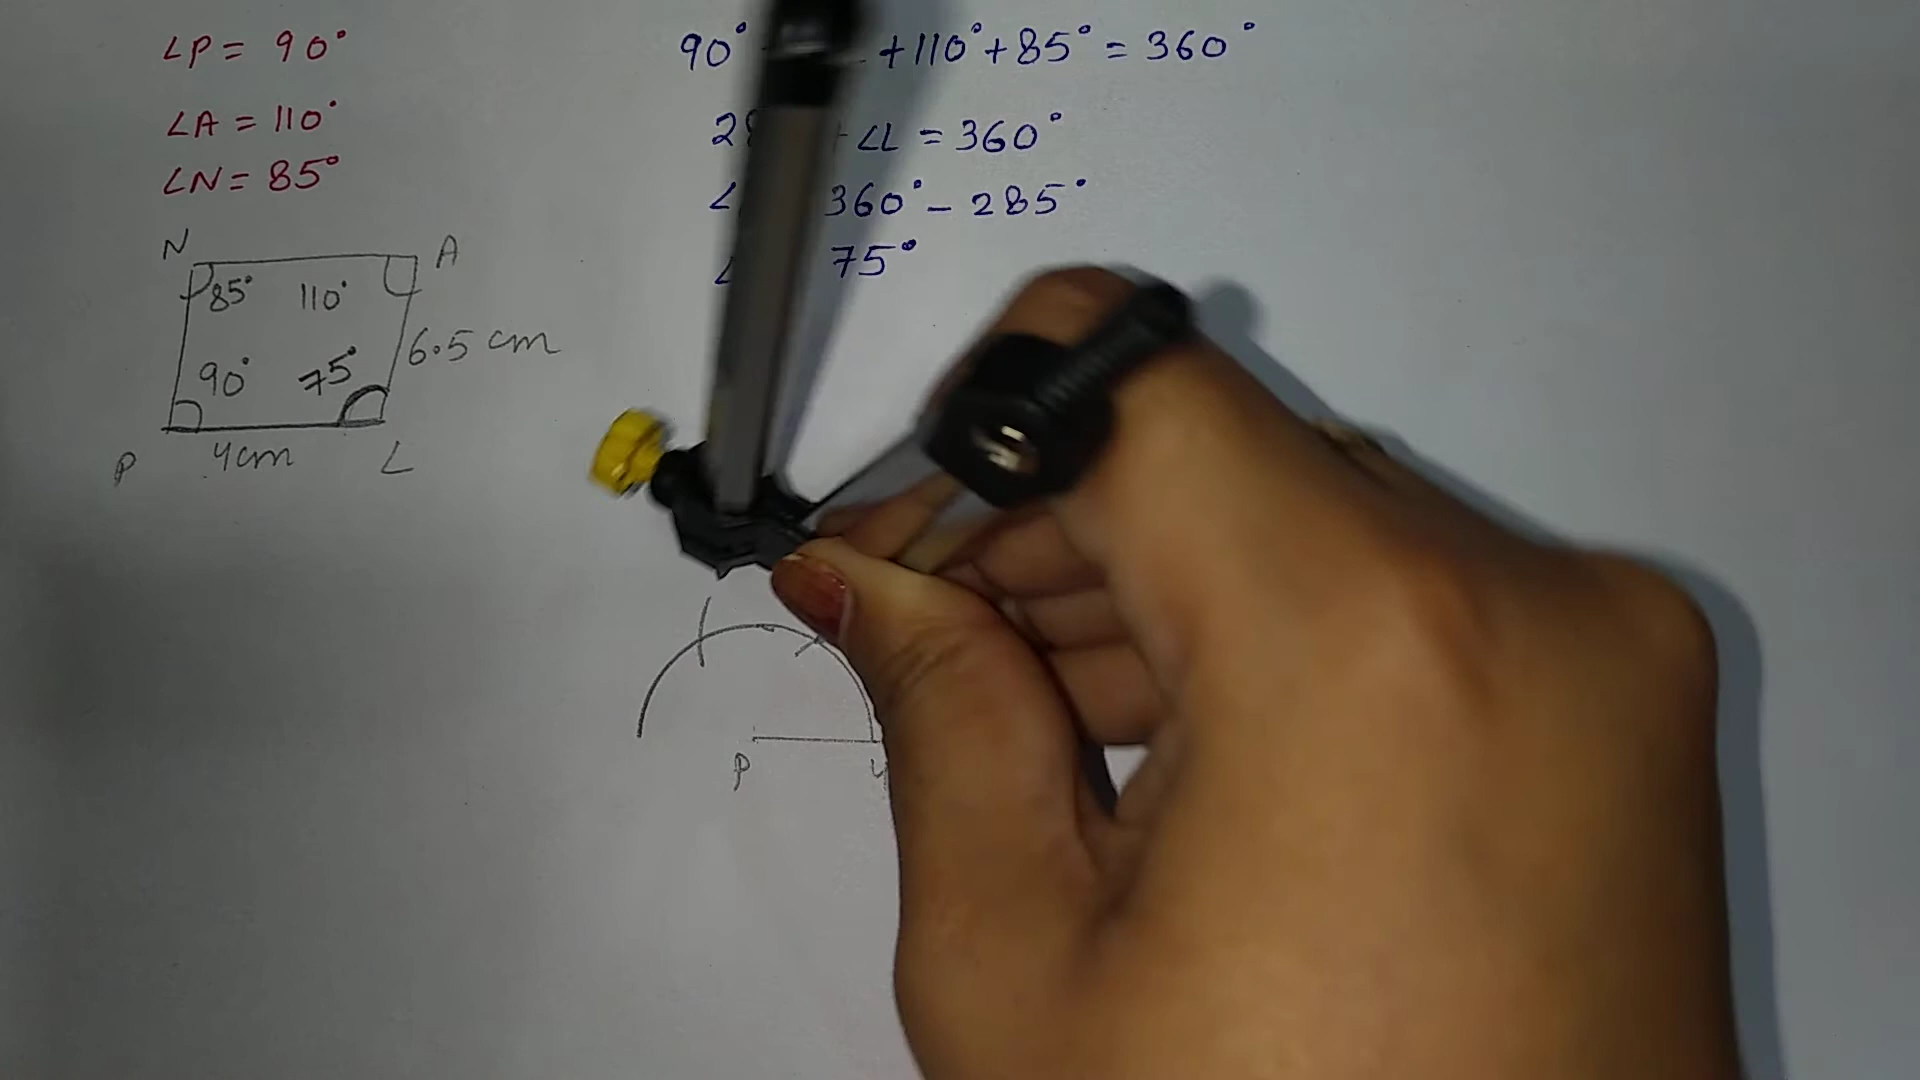 ∠P = 90°
∠A = 110°
∠N = 85°
90° +110°+85° = 360°
+ ∠L = 360°
360° - 285°
75°
N
A
85° 110°
6.5 cm
90° 75°
P 4cm L
P